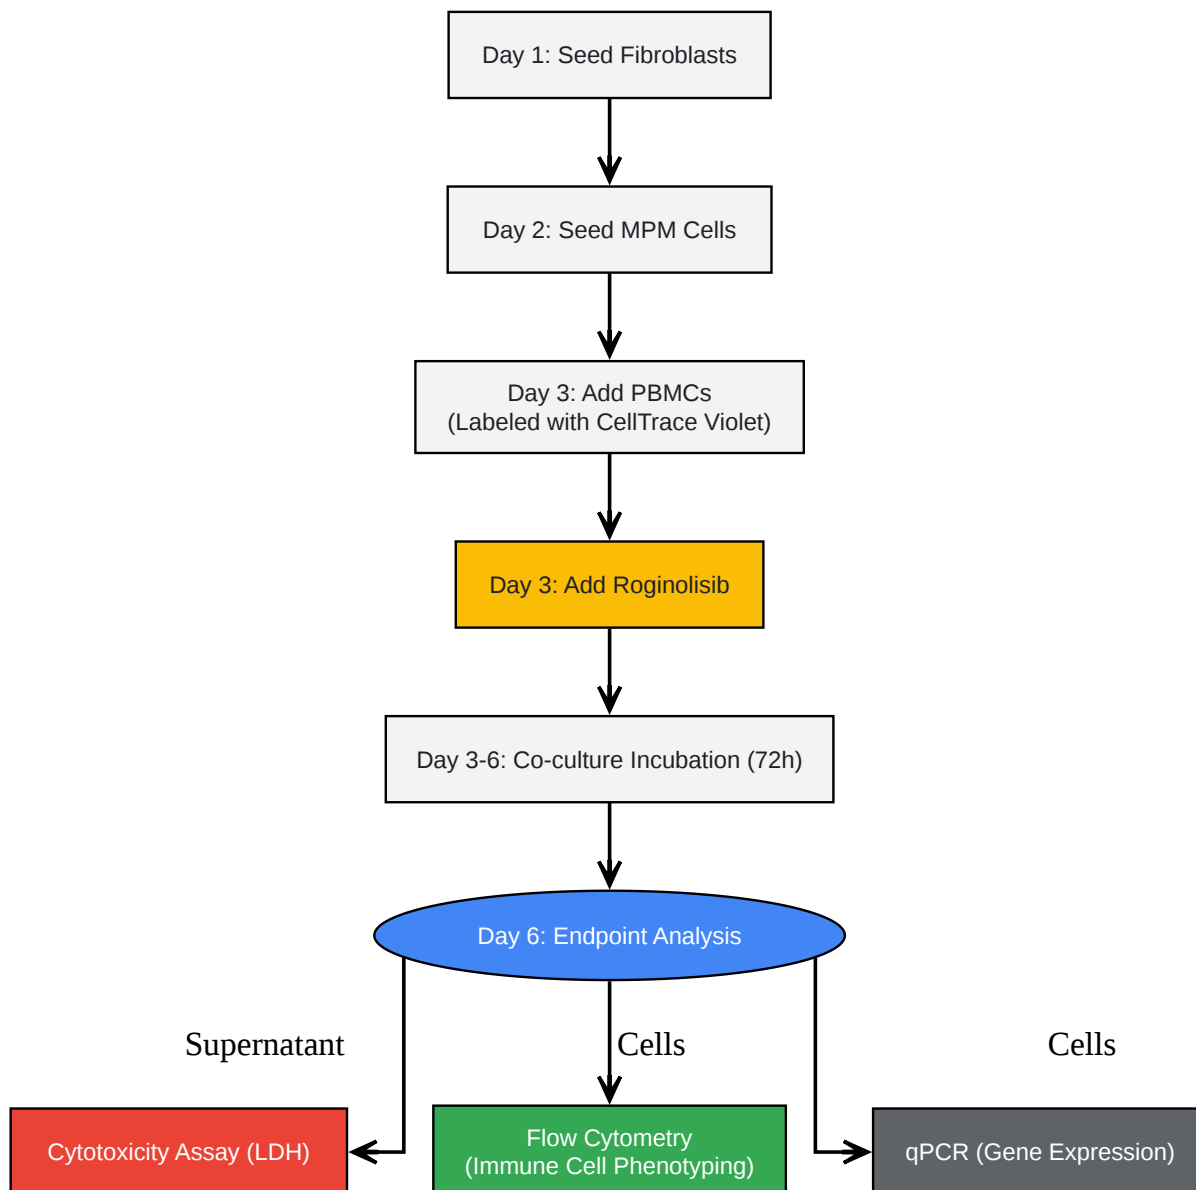 Day 1: Seed Fibroblasts
Day 2: Seed MPM Cells
Day 3: Add PBMCs
(Labeled with CellTrace Violet)
Day 3: Add Roginolisib
Day 3-6: Co-culture Incubation (72h)
Day 6: Endpoint Analysis
Supernatant
Cells
Cells
Cytotoxicity Assay (LDH)
Flow Cytometry
(Immune Cell Phenotyping)
qPCR (Gene Expression)